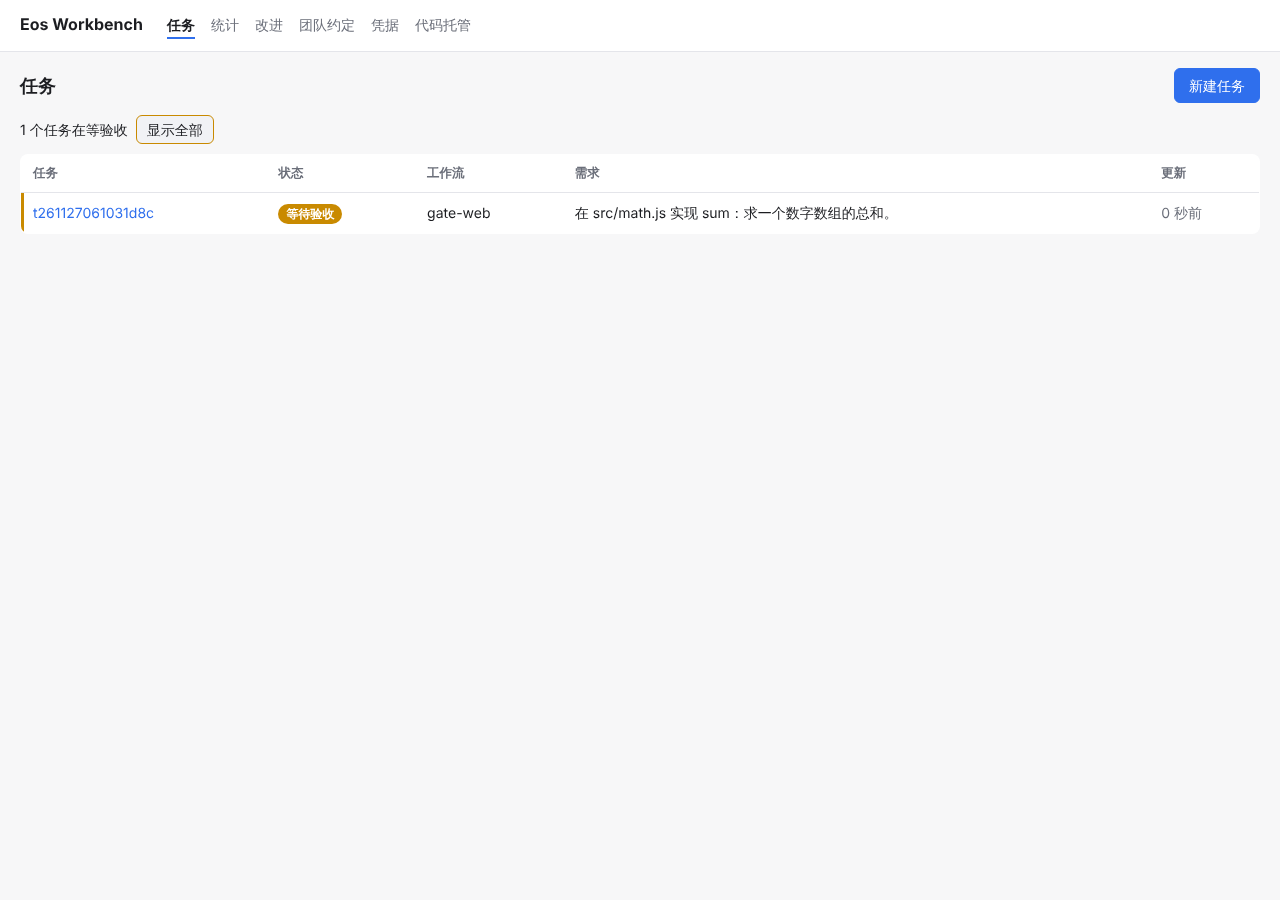 Eos Workbench 任务 统计 改进 团队约定 凭据 代码托管
任务 新建任务
1 个任务在等验收 显示全部
任务 状态 工作流 需求 更新
t261127061031d8c 等待验收 gate-web 在 src/math.js 实现 sum：求一个数字数组的总和。 0 秒前